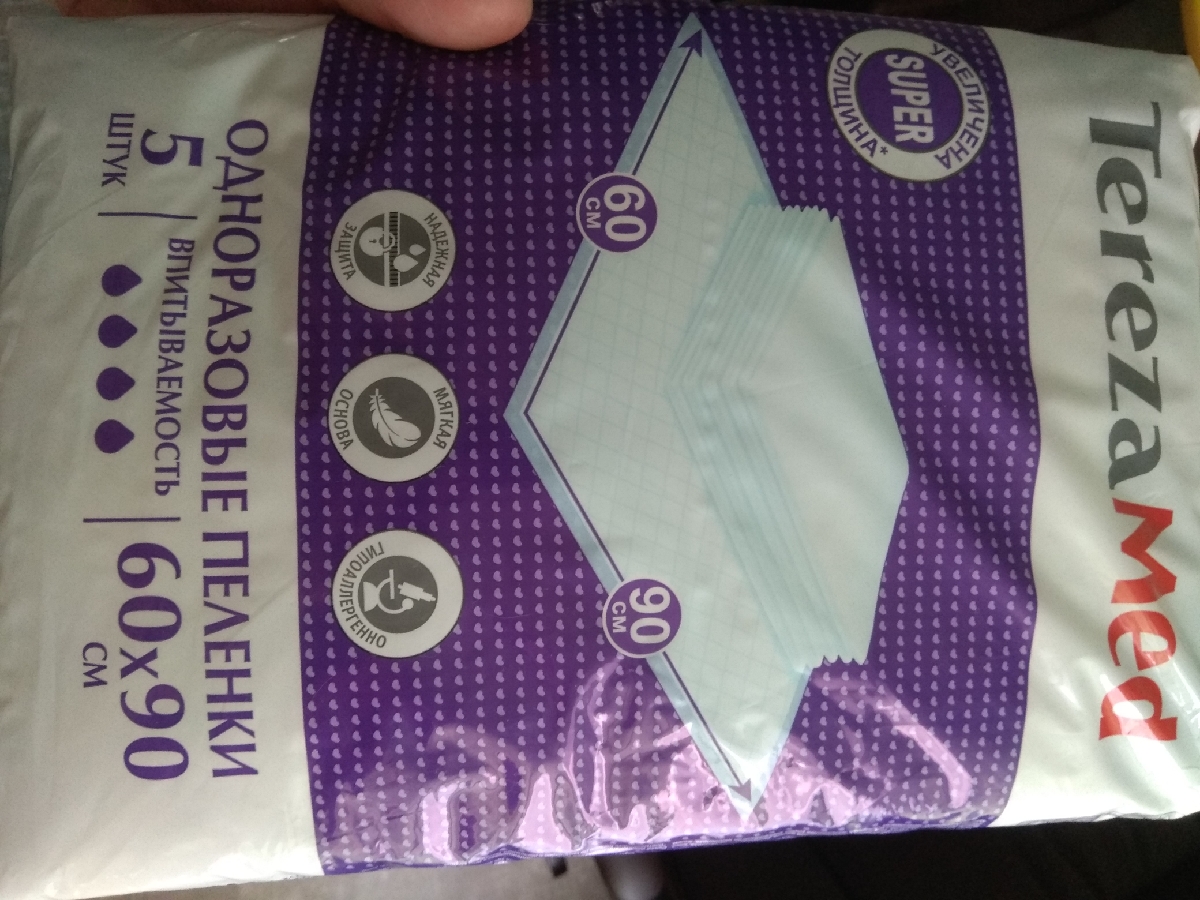 TerezaMed
УВЕЛИЧЕНА
SUPER
ТОЛЩИНА*
60
СМ
90
СМ
НАДЕЖНАЯ
ЗАЩИТА
МЯГКАЯ
ОСНОВА
ГИПОАЛЛЕРГЕННО
ОДНОРАЗОВЫЕ ПЕЛЕНКИ
5
ШТУК
ВПИТЫВАЕМОСТЬ
60x90
СМ